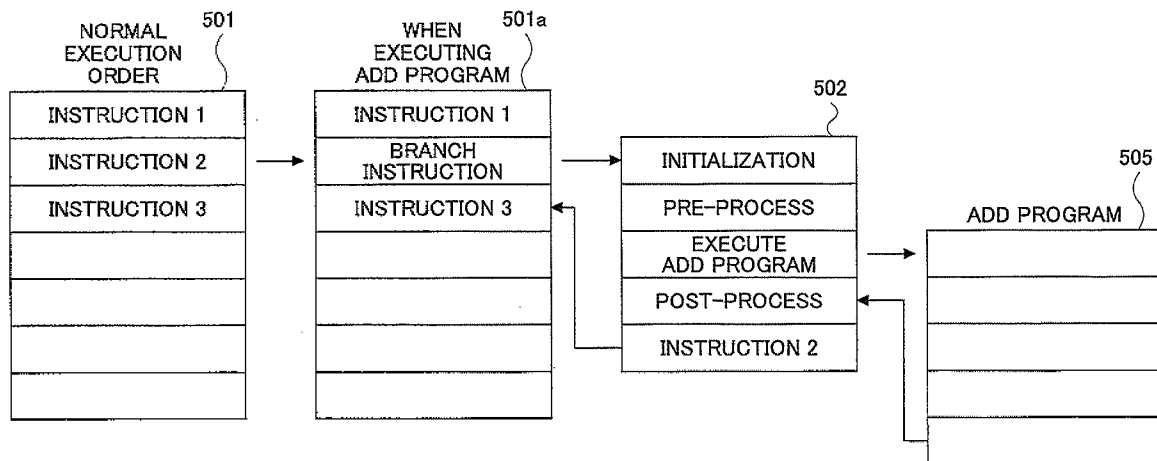 NORMAL
EXECUTION
ORDER
501
INSTRUCTION 1
INSTRUCTION 2
INSTRUCTION 3
WHEN
EXECUTING
ADD PROGRAM
501a
INSTRUCTION 1
BRANCH
INSTRUCTION
INSTRUCTION 3
502
INITIALIZATION
PRE-PROCESS
EXECUTE
ADD PROGRAM
POST-PROCESS
INSTRUCTION 2
505
ADD PROGRAM